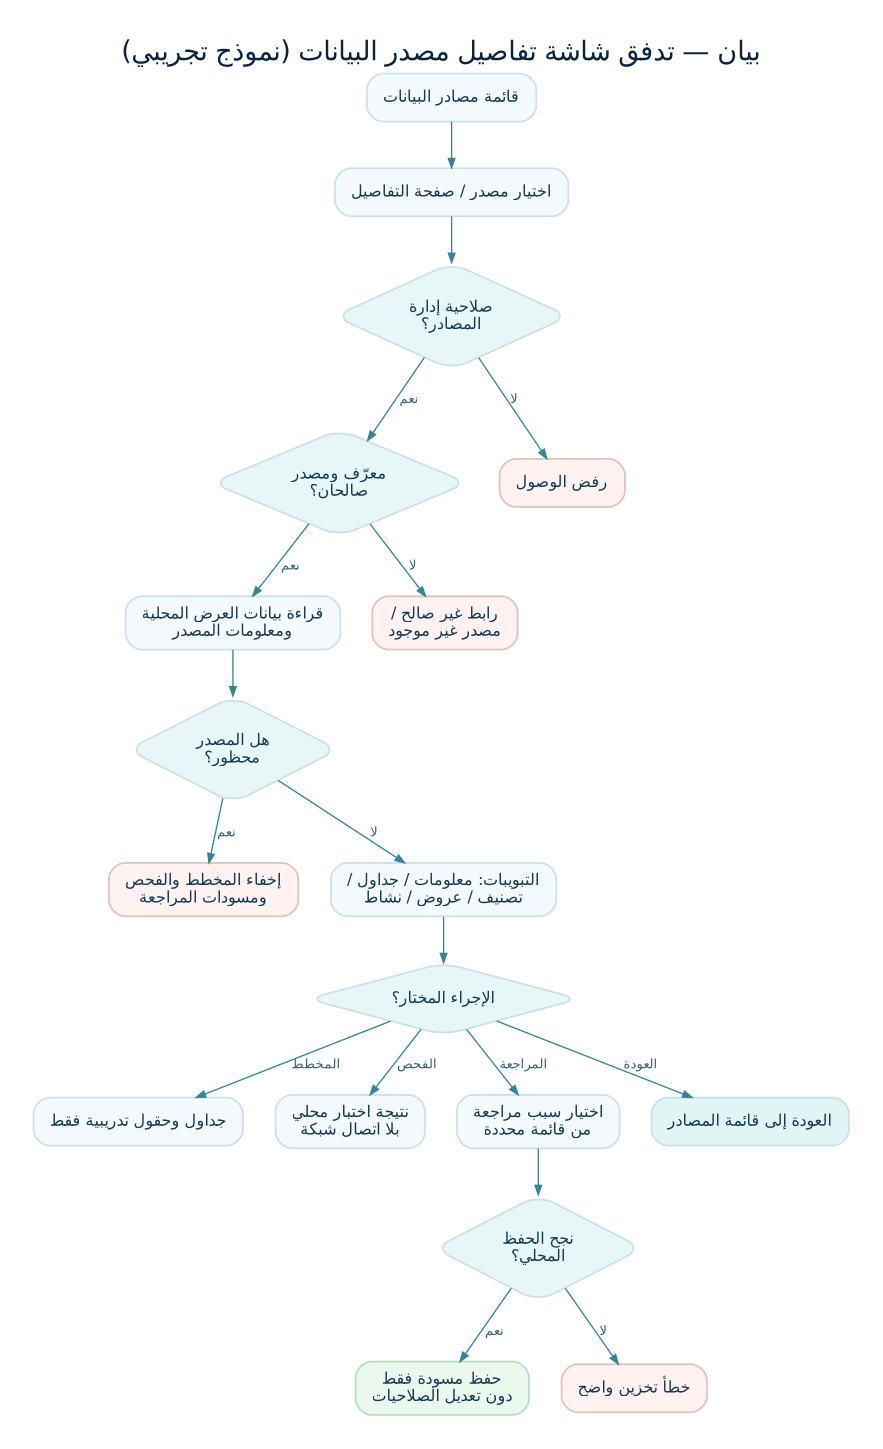 بيان — تدفق شاشة تفاصيل مصدر البيانات (نموذج تجريبي)
قائمة مصادر البيانات
اختيار مصدر / صفحة التفاصيل
صلاحية إدارة
المصادر؟
نعم
لا
معرّف ومصدر
صالحان؟
رفض الوصول
نعم
لا
قراءة بيانات العرض المحلية
ومعلومات المصدر
رابط غير صالح /
مصدر غير موجود
هل المصدر
محظور؟
نعم
لا
إخفاء المخطط والفحص
ومسودات المراجعة
التبويبات: معلومات / جداول /
تصنيف / عروض / نشاط
الإجراء المختار؟
المخطط
الفحص
المراجعة
العودة
جداول وحقول تدريبية فقط
نتيجة اختبار محلي
بلا اتصال شبكة
اختيار سبب مراجعة
من قائمة محددة
العودة إلى قائمة المصادر
نجح الحفظ
المحلي؟
نعم
لا
حفظ مسودة فقط
دون تعديل الصلاحيات
خطأ تخزين واضح